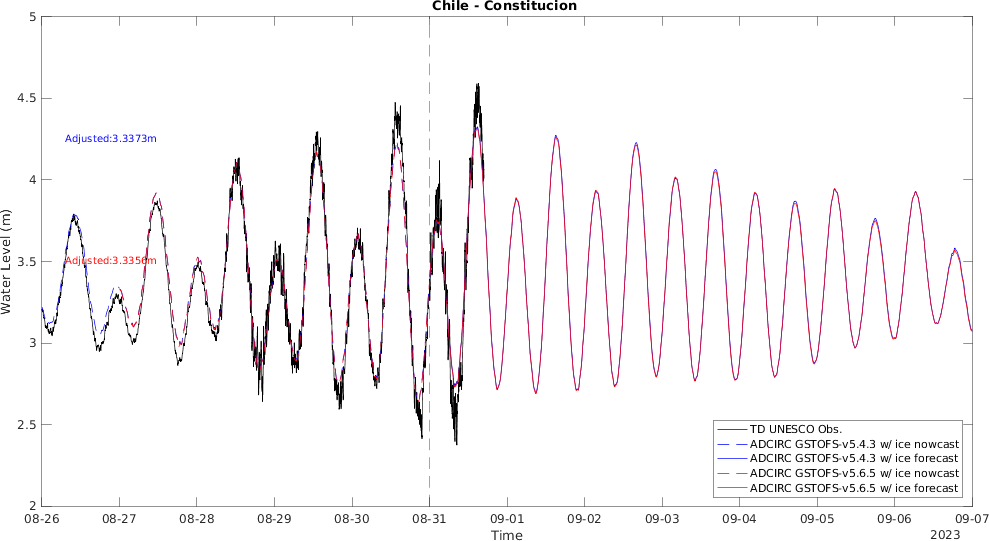 Chile - Constitucion
Water Level (m)
5
4.5
4
3.5
3
2.5
2
Adjusted:3.3373m
Adjusted:3.3356m
TD UNESCO Obs.
ADCIRC GSTOFS-v5.4.3 w/ ice nowcast
ADCIRC GSTOFS-v5.4.3 w/ ice forecast
ADCIRC GSTOFS-v5.6.5 w/ ice nowcast
ADCIRC GSTOFS-v5.6.5 w/ ice forecast
08-26 08-27 08-28 08-29 08-30 08-31 09-01 09-02 09-03 09-04 09-05 09-06 09-07
Time
2023